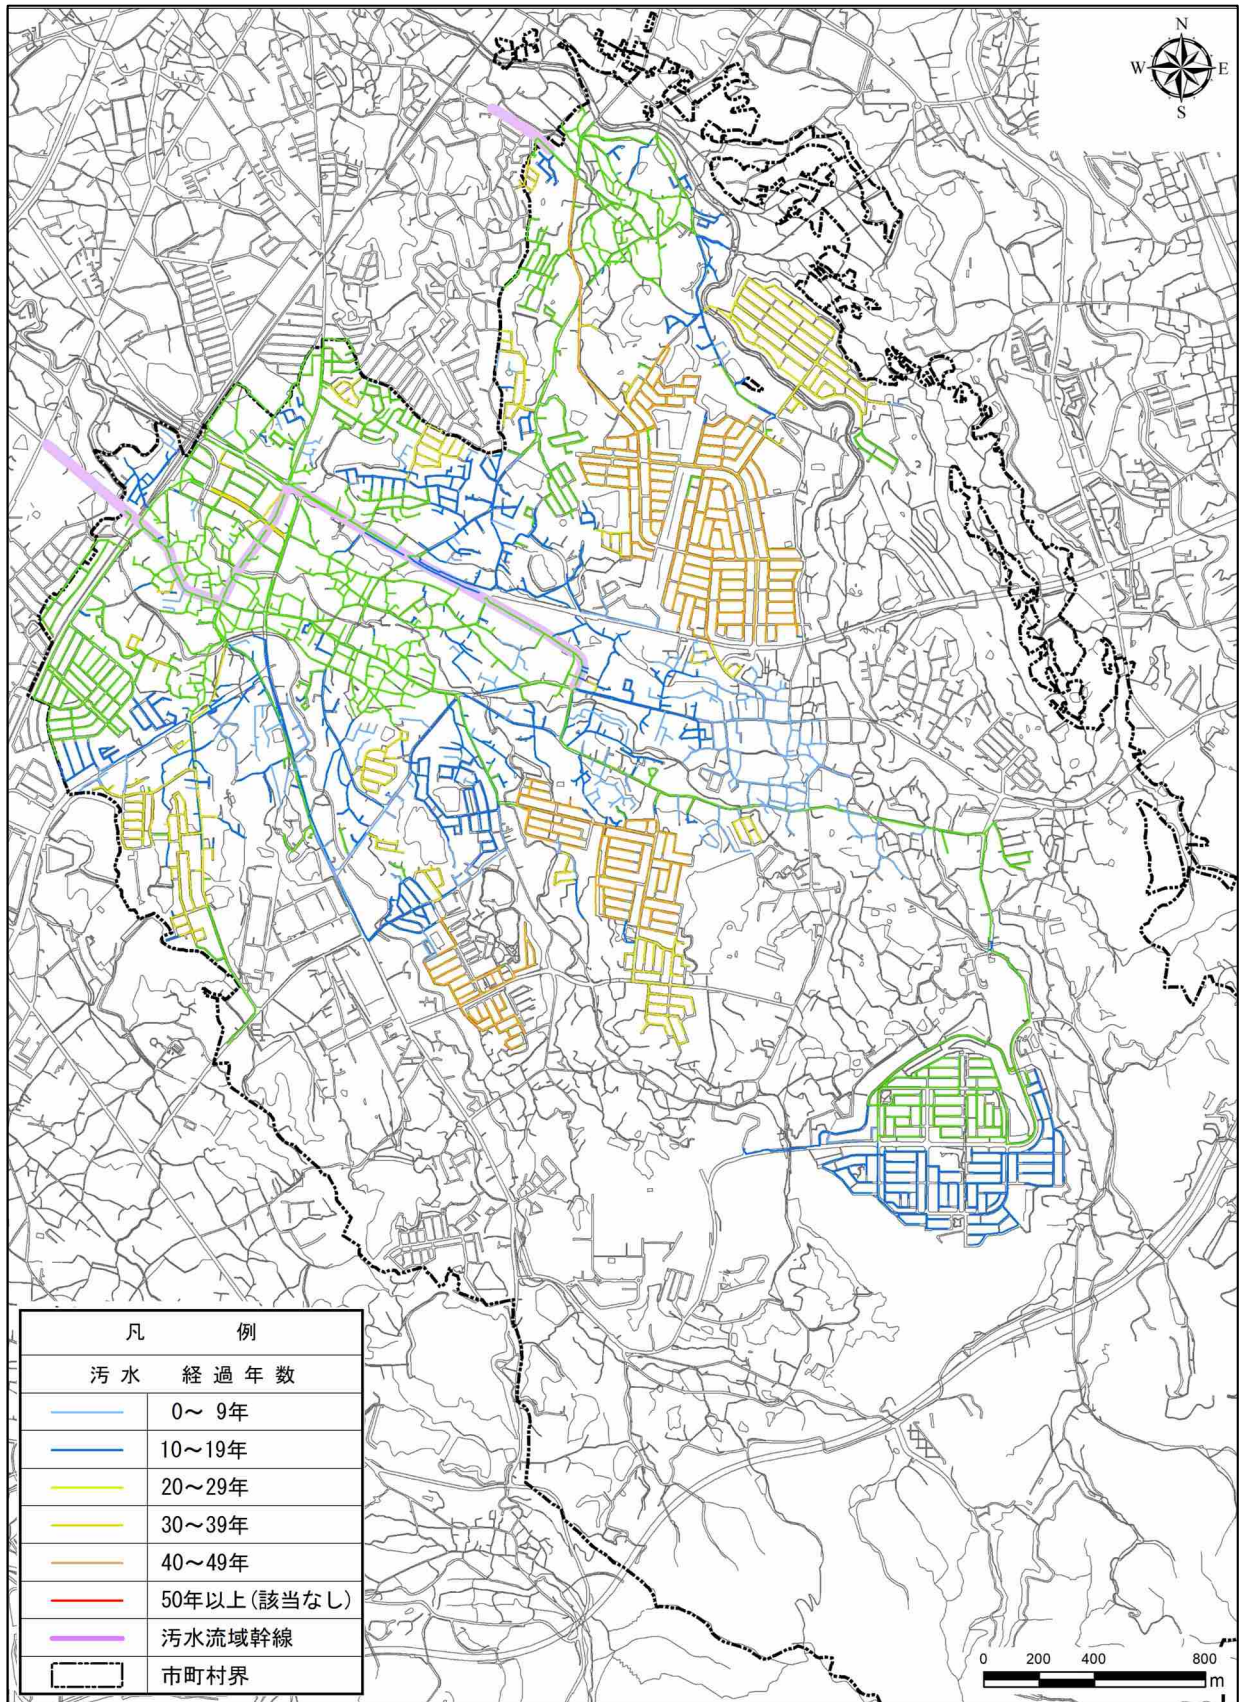 N
W E
S
凡 例
汚水 経過年数
0～ 9年
10～19年
20～29年
30～39年
40～49年
50年以上(該当なし)
汚水流域幹線
市町村界
0 200 400 800
m